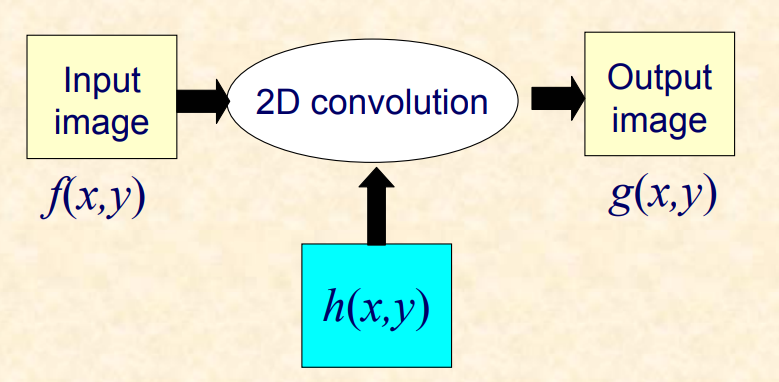 Input
image
2D convolution
Output
image
f(x,y)
g(x,y)
h(x,y)